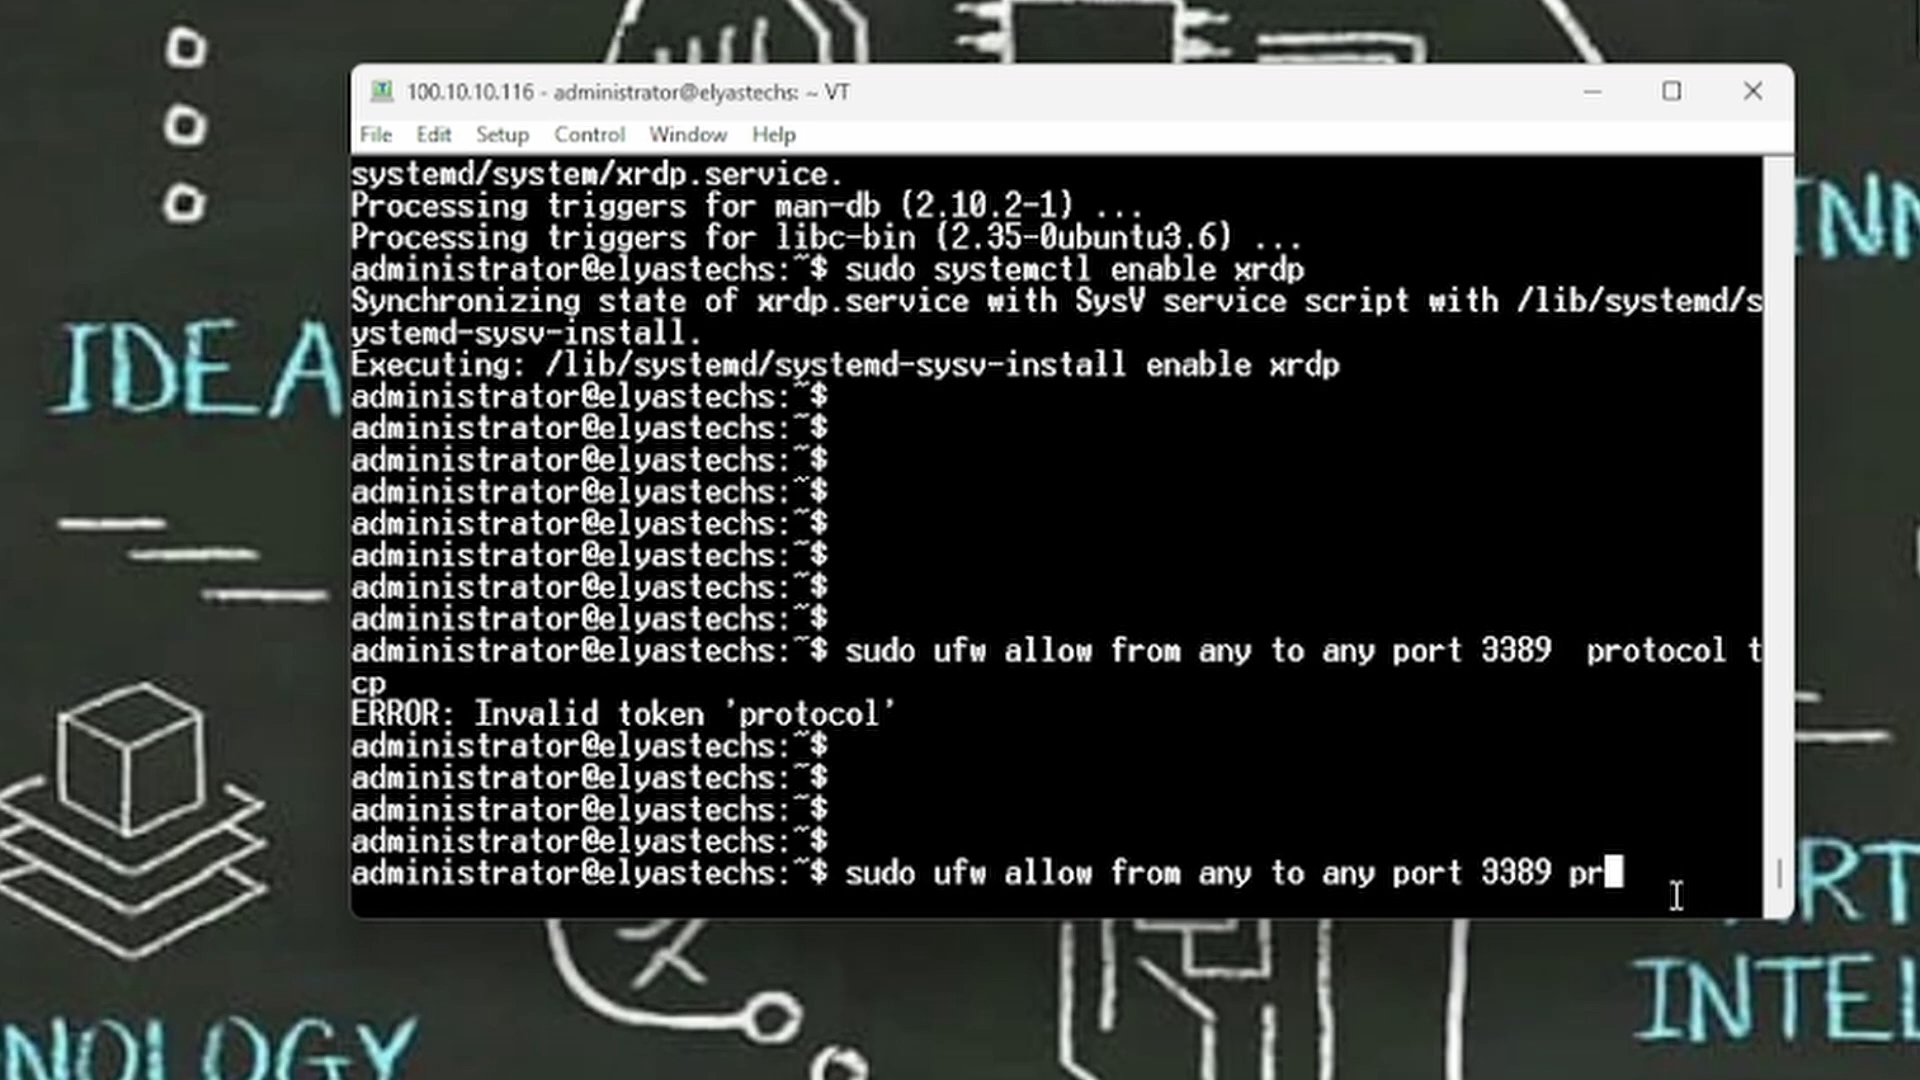 100.10.10.116 - administrator@elyastechs: ~ VT
File Edit Setup Control Window Help
systemd/system/xrdp.service.
Processing triggers for man-db (2.10.2-1) ...
Processing triggers for libc-bin (2.35-0ubuntu3.6) ...
administrator@elyastechs:~$ sudo systemctl enable xrdp
Synchronizing state of xrdp.service with SysV service script with /lib/systemd/s
ystemd-sysv-install.
Executing: /lib/systemd/systemd-sysv-install enable xrdp
administrator@elyastechs:~$
administrator@elyastechs:~$
administrator@elyastechs:~$
administrator@elyastechs:~$
administrator@elyastechs:~$
administrator@elyastechs:~$
administrator@elyastechs:~$
administrator@elyastechs:~$
administrator@elyastechs:~$ sudo ufw allow from any to any port 3389  protocol t
cp
ERROR: Invalid token 'protocol'
administrator@elyastechs:~$
administrator@elyastechs:~$
administrator@elyastechs:~$
administrator@elyastechs:~$
administrator@elyastechs:~$ sudo ufw allow from any to any port 3389 pr
IDEA
NOLOGY
INN
ART
INTEL